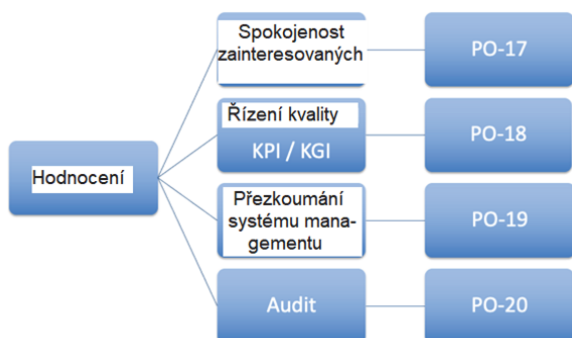 Spokojenost
zainteresovaných
PO-17
Řízení kvality
KPI / KGI
PO-18
Hodnocení
Přezkoumání
systému mana-
gementu
PO-19
Audit
PO-20